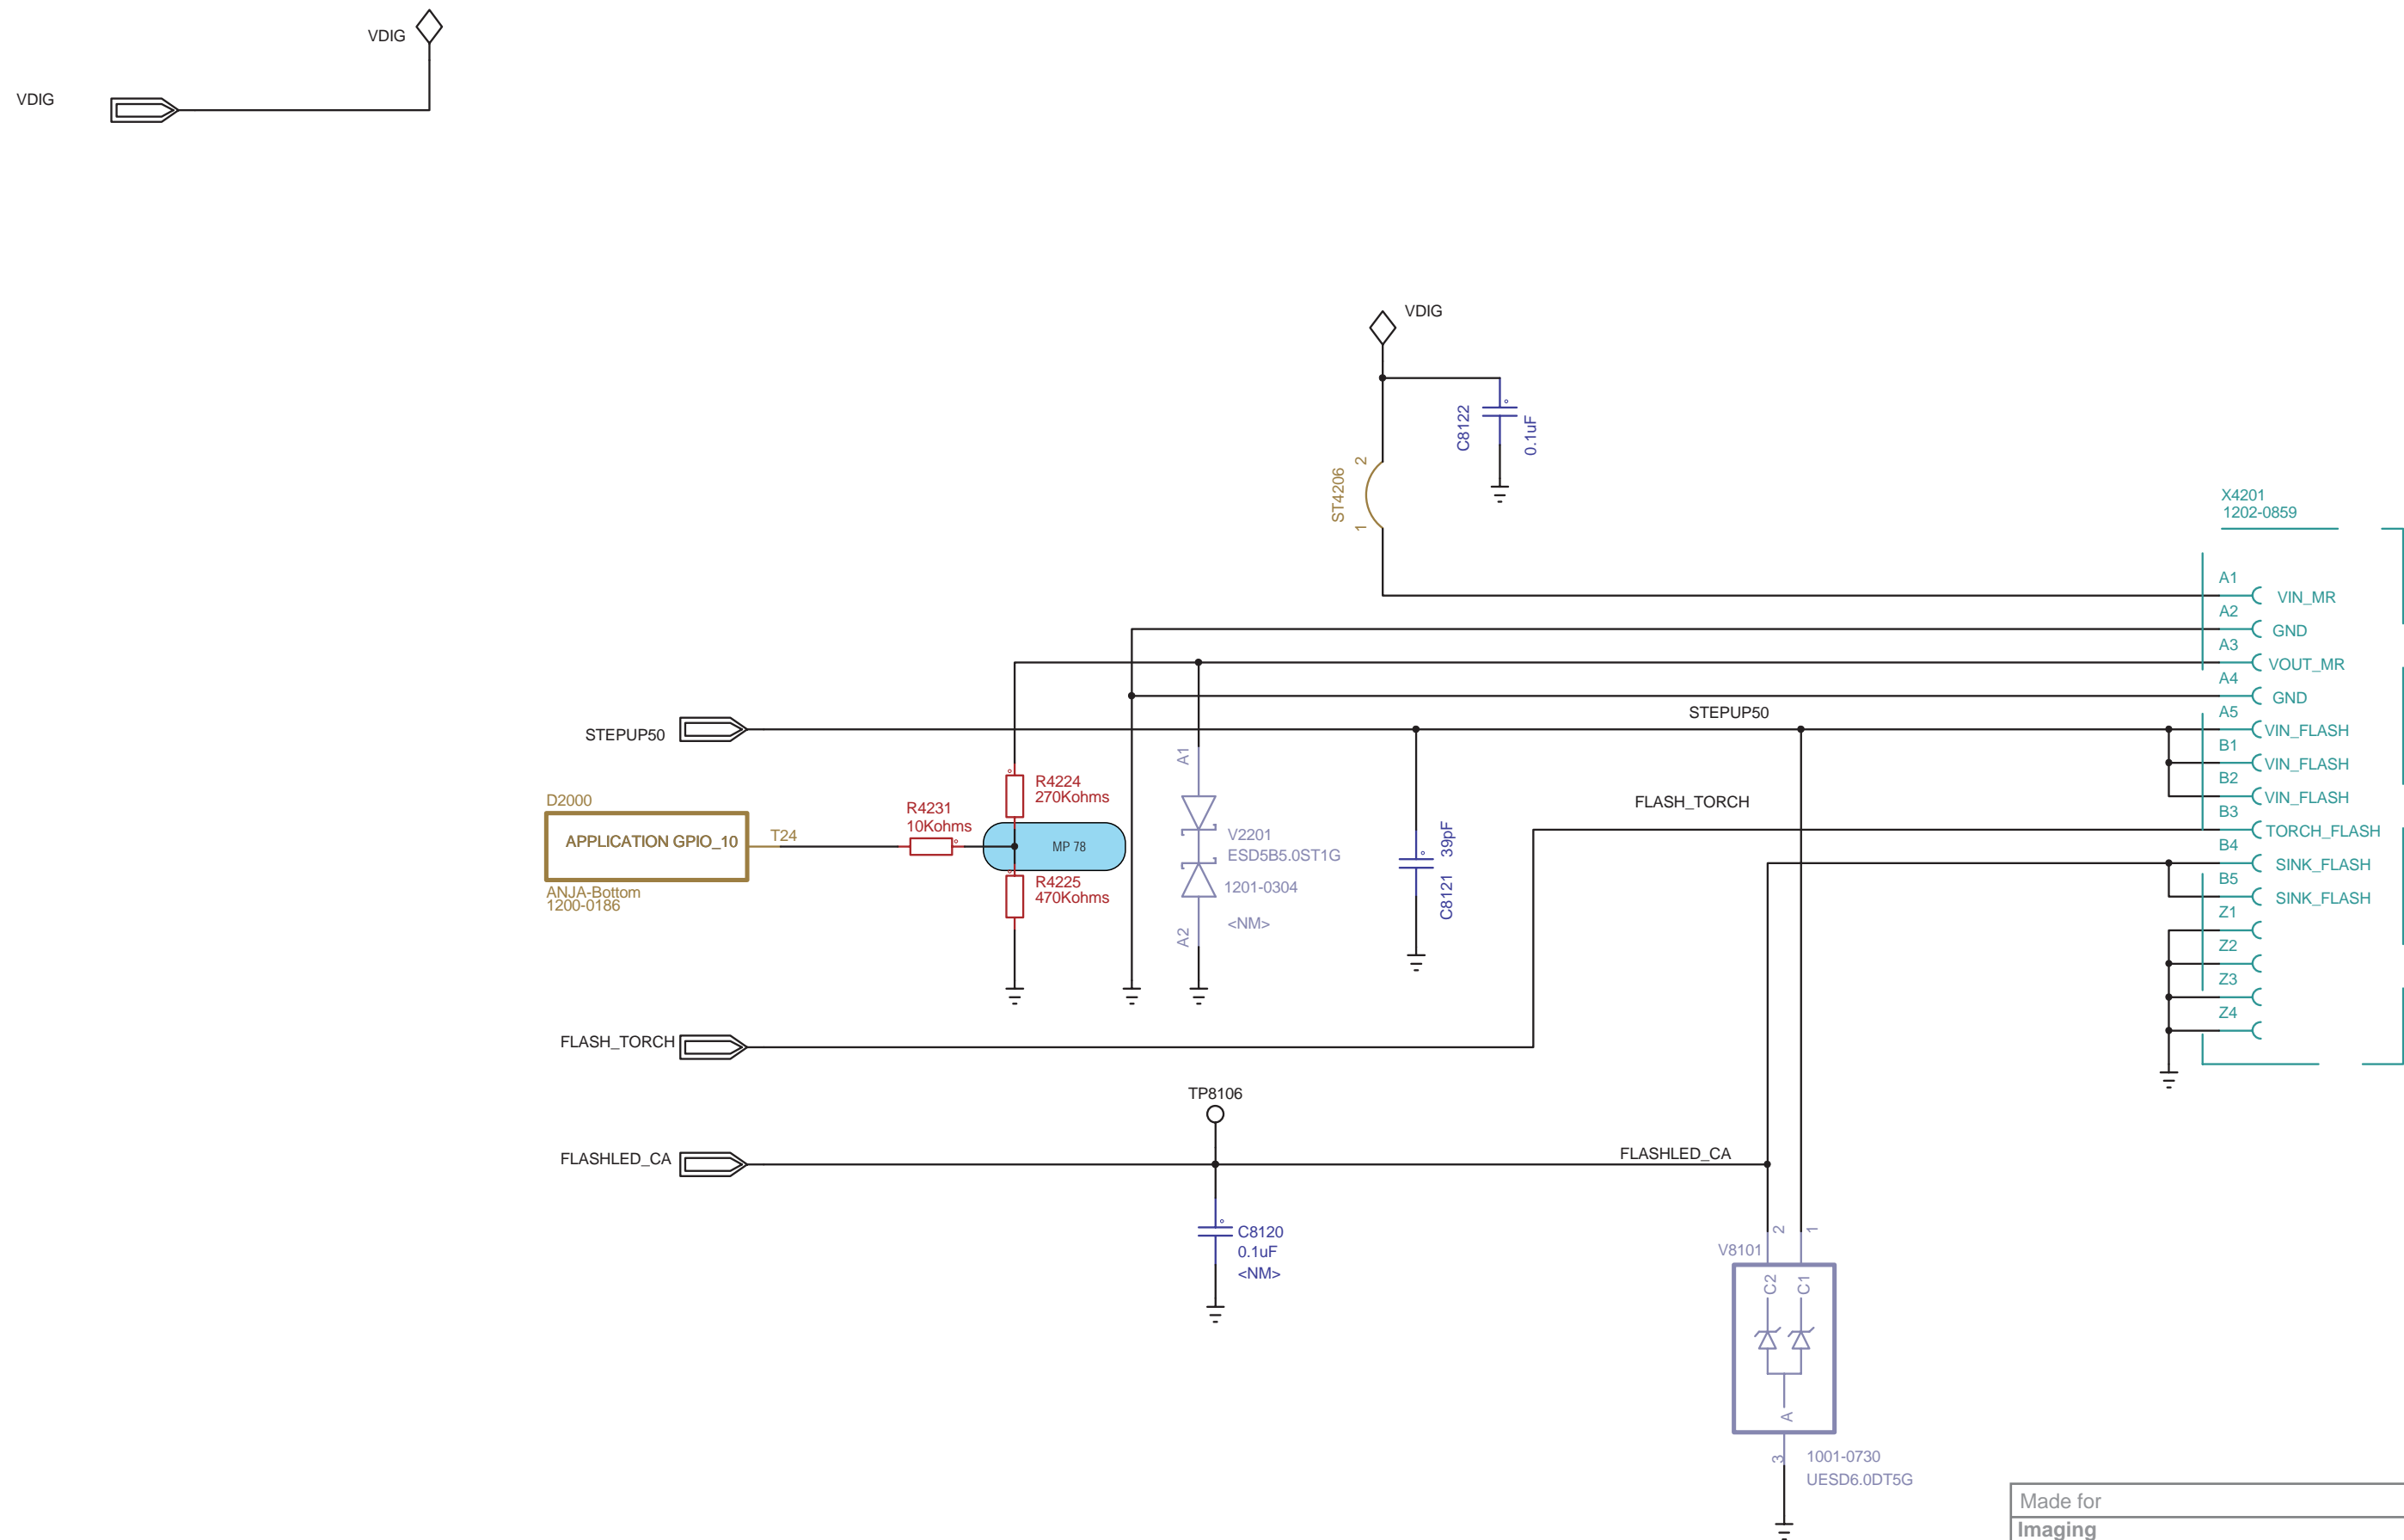 VDIG
VDIG
VDIG
C8122
0.1uF
ST4206
2
1
X4201
1202-0859
A1
VIN_MR
A2
GND
A3
VOUT_MR
A4
GND
A5
VIN_FLASH
B1
VIN_FLASH
B2
VIN_FLASH
B3
TORCH_FLASH
B4
SINK_FLASH
B5
SINK_FLASH
Z1
Z2
Z3
Z4
STEPUP50
STEPUP50
D2000
APPLICATION GPIO_10
T24
ANJA-Bottom
1200-0186
R4231
10Kohms
R4224
270Kohms
MP 78
R4225
470Kohms
A1
V2201
ESD5B5.0ST1G
1201-0304
<NM>
A2
C8121 39pF
FLASH_TORCH
FLASH_TORCH
TP8106
FLASHLED_CA
FLASHLED_CA
C8120
0.1uF
<NM>
2
1
V8101
C2
C1
A
3
1001-0730
UESD6.0DT5G
Made for
Imaging